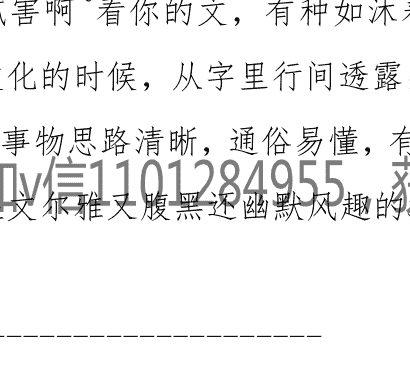 厉害啊 看你的文，有种如沐春
化的时候，从字里行间透露
事物思路清晰，通俗易懂，有
加v信1101284955，获
文尔雅又腹黑还幽默风趣的
--------------------